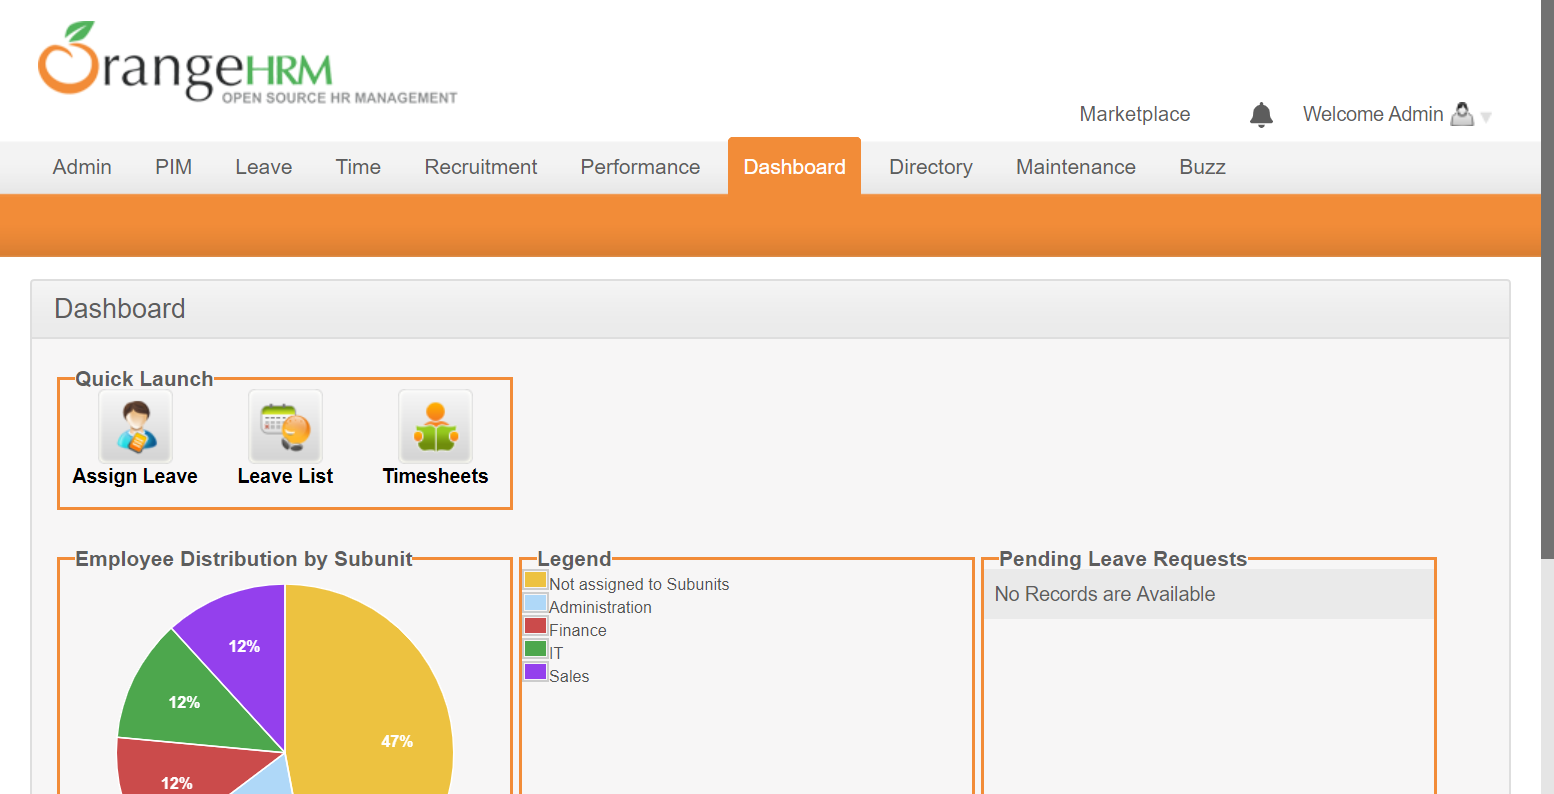 OrangeHRM
OPEN SOURCE HR MANAGEMENT
Marketplace
Welcome Admin
Admin PIM Leave Time Recruitment Performance Dashboard Directory Maintenance Buzz
Dashboard
Quick Launch
Assign Leave Leave List Timesheets
Employee Distribution by Subunit
12%
12%
47%
12%
Legend
Not assigned to Subunits
Administration
Finance
IT
Sales
Pending Leave Requests
No Records are Available